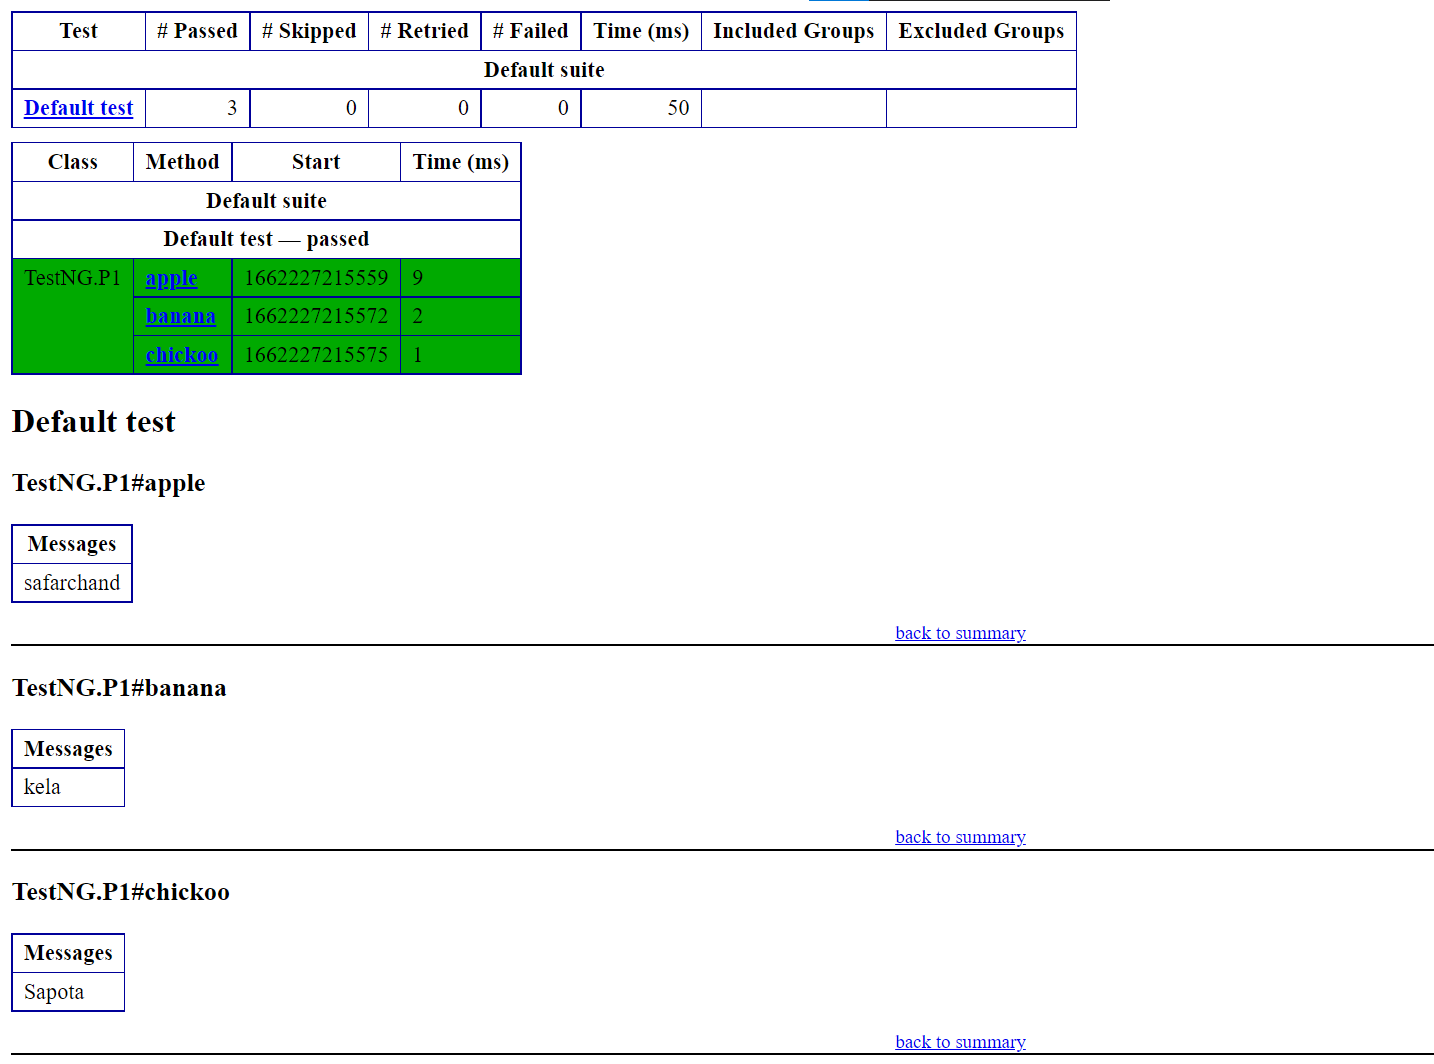 Test # Passed # Skipped # Retried # Failed Time (ms) Included Groups Excluded Groups
Default suite
Default test 3 0 0 0 50
Class Method Start Time (ms)
Default suite
Default test — passed
TestNG.P1 apple 1662227215559 9
banana 1662227215572 2
chickoo 1662227215575 1
Default test
TestNG.P1#apple
Messages
safarchand
back to summary
TestNG.P1#banana
Messages
kela
back to summary
TestNG.P1#chickoo
Messages
Sapota
back to summary